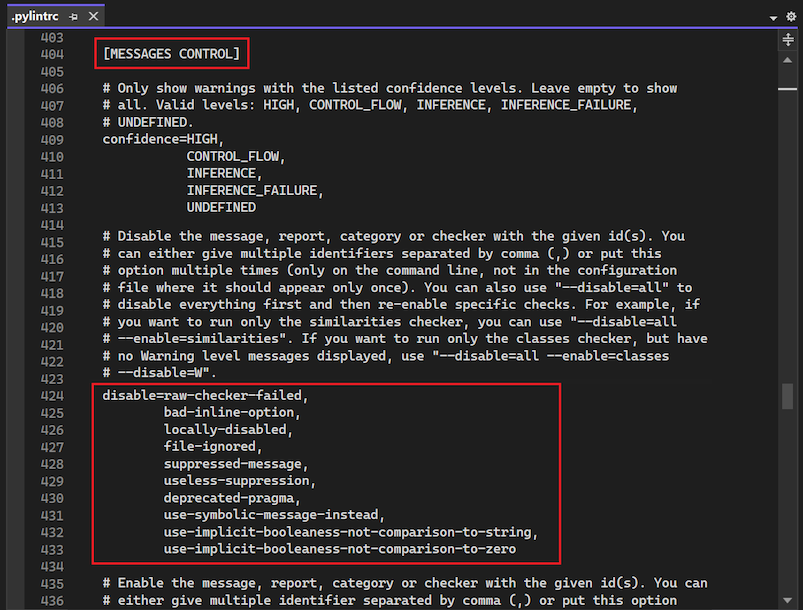 .pylintrc
403
404 [MESSAGES CONTROL]
405
406 # Only show warnings with the listed confidence levels. Leave empty to show
407 # all. Valid levels: HIGH, CONTROL_FLOW, INFERENCE, INFERENCE_FAILURE,
408 # UNDEFINED.
409 confidence=HIGH,
410 CONTROL_FLOW,
411 INFERENCE,
412 INFERENCE_FAILURE,
413 UNDEFINED
414
415 # Disable the message, report, category or checker with the given id(s). You
416 # can either give multiple identifiers separated by comma (,) or put this
417 # option multiple times (only on the command line, not in the configuration
418 # file where it should appear only once). You can also use "--disable=all" to
419 # disable everything first and then re-enable specific checks. For example, if
420 # you want to run only the similarities checker, you can use "--disable=all
421 # --enable=similarities". If you want to run only the classes checker, but have
422 # no Warning level messages displayed, use "--disable=all --enable=classes
423 # --disable=W".
424 disable=raw-checker-failed,
425 bad-inline-option,
426 locally-disabled,
427 file-ignored,
428 suppressed-message,
429 useless-suppression,
430 deprecated-pragma,
431 use-symbolic-message-instead,
432 use-implicit-booleaness-not-comparison-to-string,
433 use-implicit-booleaness-not-comparison-to-zero
434
435 # Enable the message, report, category or checker with the given id(s). You can
436 # either give multiple identifier separated by comma (,) or put this option